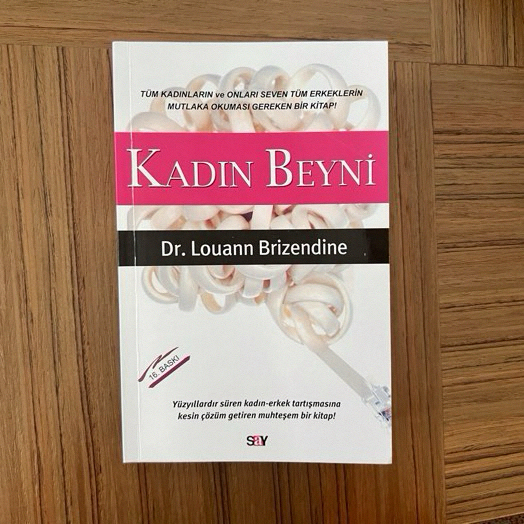 TÜM KADINLARIN ve ONLARI SEVEN TÜM ERKEKLERİN
MUTLAKA OKUMASI GEREKEN BİR KİTAP!
KADIN BEYNİ
Dr. Louann Brizendine
16. BASKI
Yüzyıllardır süren kadın-erkek tartışmasına
kesin çözüm getiren muhteşem bir kitap!
say